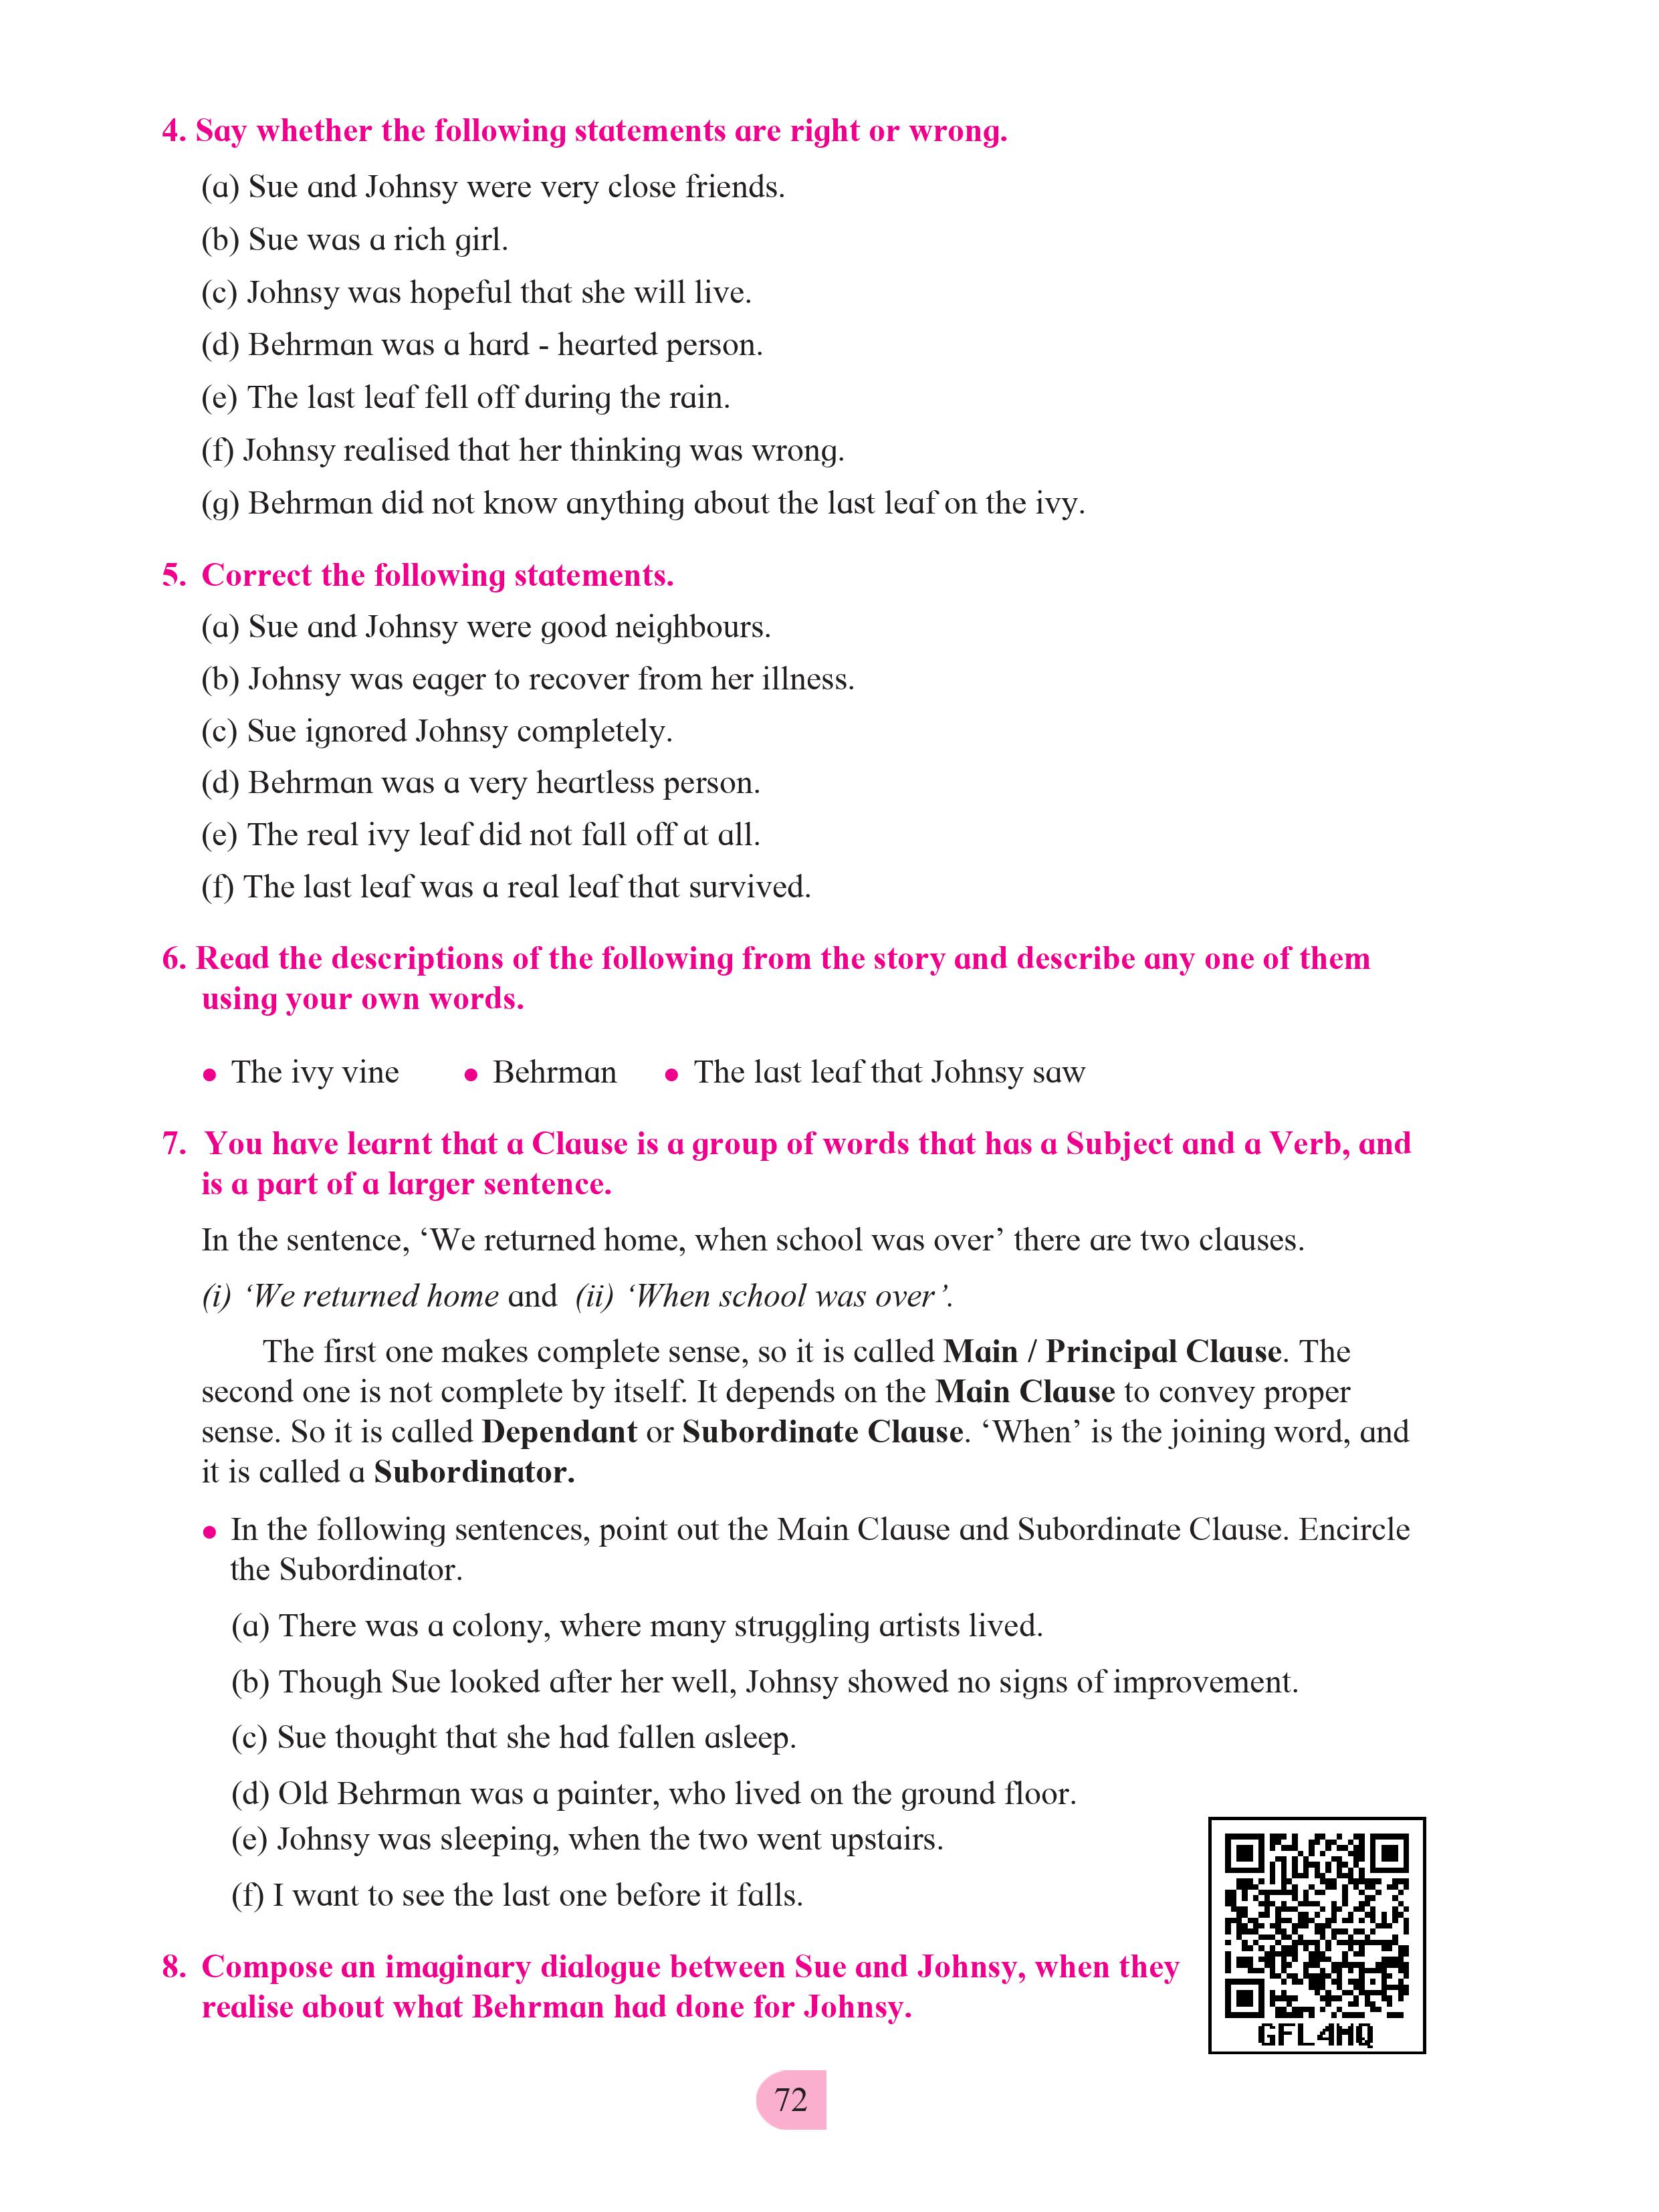 4. Say whether the following statements are right or wrong.
(a) Sue and Johnsy were very close friends.
(b) Sue was a rich girl.
(c) Johnsy was hopeful that she will live.
(d) Behrman was a hard - hearted person.
(e) The last leaf fell off during the rain.
(f) Johnsy realised that her thinking was wrong.
(g) Behrman did not know anything about the last leaf on the ivy.
5. Correct the following statements.
(a) Sue and Johnsy were good neighbours.
(b) Johnsy was eager to recover from her illness.
(c) Sue ignored Johnsy completely.
(d) Behrman was a very heartless person.
(e) The real ivy leaf did not fall off at all.
(f) The last leaf was a real leaf that survived.
6. Read the descriptions of the following from the story and describe any one of them
using your own words.
• The ivy vine • Behrman • The last leaf that Johnsy saw
7. You have learnt that a Clause is a group of words that has a Subject and a Verb, and
is a part of a larger sentence.
In the sentence, ‘We returned home, when school was over’ there are two clauses.
(i) ‘We returned home and (ii) ‘When school was over’.
The first one makes complete sense, so it is called Main / Principal Clause. The
second one is not complete by itself. It depends on the Main Clause to convey proper
sense. So it is called Dependant or Subordinate Clause. ‘When’ is the joining word, and
it is called a Subordinator.
• In the following sentences, point out the Main Clause and Subordinate Clause. Encircle
the Subordinator.
(a) There was a colony, where many struggling artists lived.
(b) Though Sue looked after her well, Johnsy showed no signs of improvement.
(c) Sue thought that she had fallen asleep.
(d) Old Behrman was a painter, who lived on the ground floor.
(e) Johnsy was sleeping, when the two went upstairs.
(f) I want to see the last one before it falls.
8. Compose an imaginary dialogue between Sue and Johnsy, when they
realise about what Behrman had done for Johnsy.
GFL4MQ
72